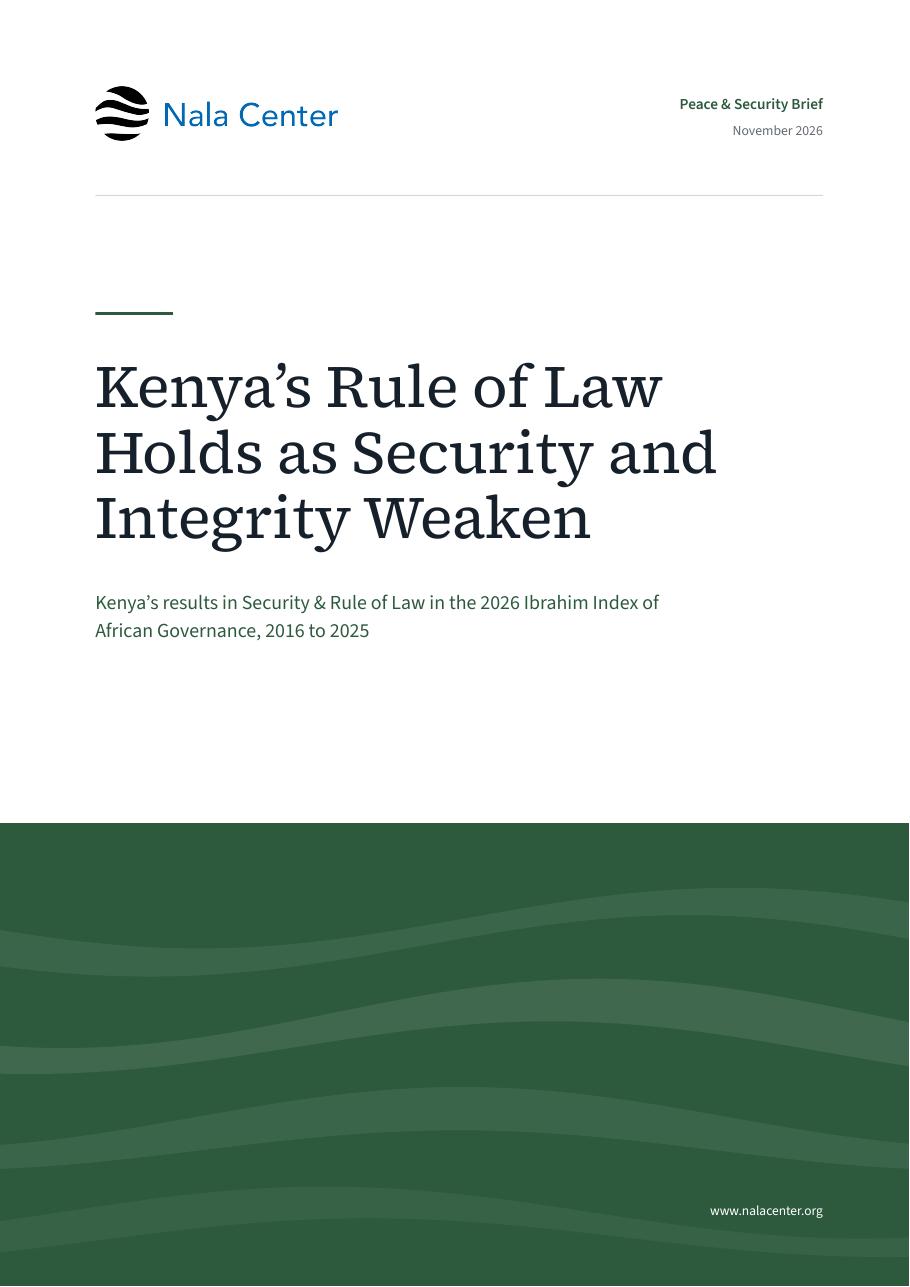 Nala Center
Peace & Security Brief
November 2026
Kenya’s Rule of Law
Holds as Security and
Integrity Weaken
Kenya’s results in Security & Rule of Law in the 2026 Ibrahim Index of
African Governance, 2016 to 2025
www.nalacenter.org